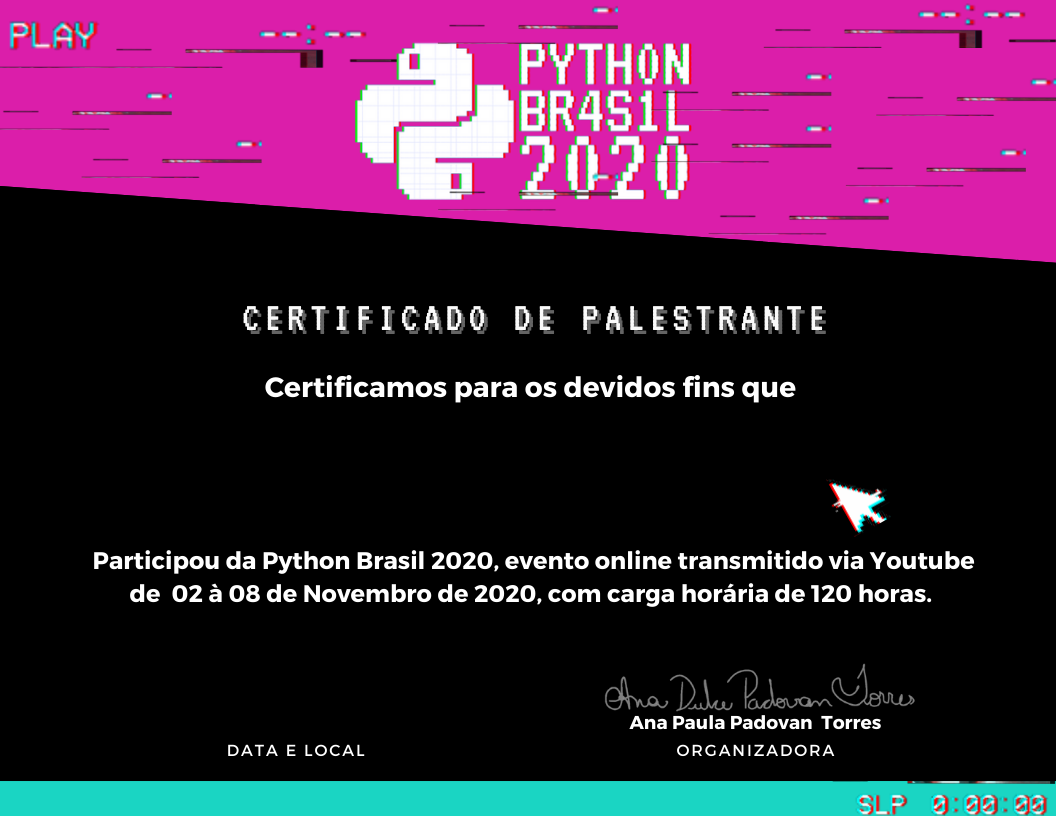 PLAY
PYTH0N
BR4S1L
2020
CERTIFICADO DE PALESTRANTE
Certificamos para os devidos fins que
Participou da Python Brasil 2020, evento online transmitido via Youtube
de 02 à 08 de Novembro de 2020, com carga horária de 120 horas.
Ana Dulce Padovan Torres
Ana Paula Padovan Torres
DATA E LOCAL
ORGANIZADORA
SLP 0:00:00